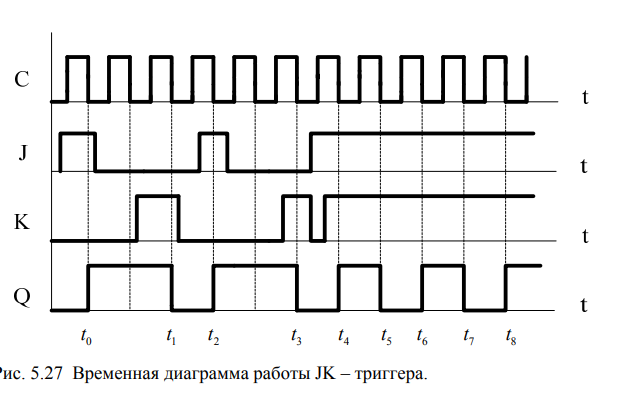 C
t
J
t
K
t
Q
t
t0 t1 t2 t3 t4 t5 t6 t7 t8
ис. 5.27 Временная диаграмма работы JK – триггера.